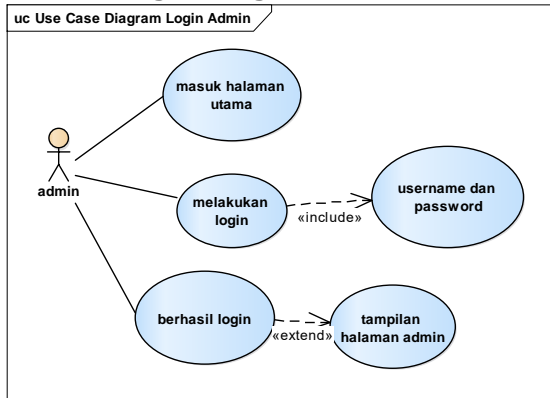 uc Use Case Diagram Login Admin
masuk halaman
utama
admin
melakukan
login
«include»
username dan
password
berhasil login
«extend»
tampilan
halaman admin